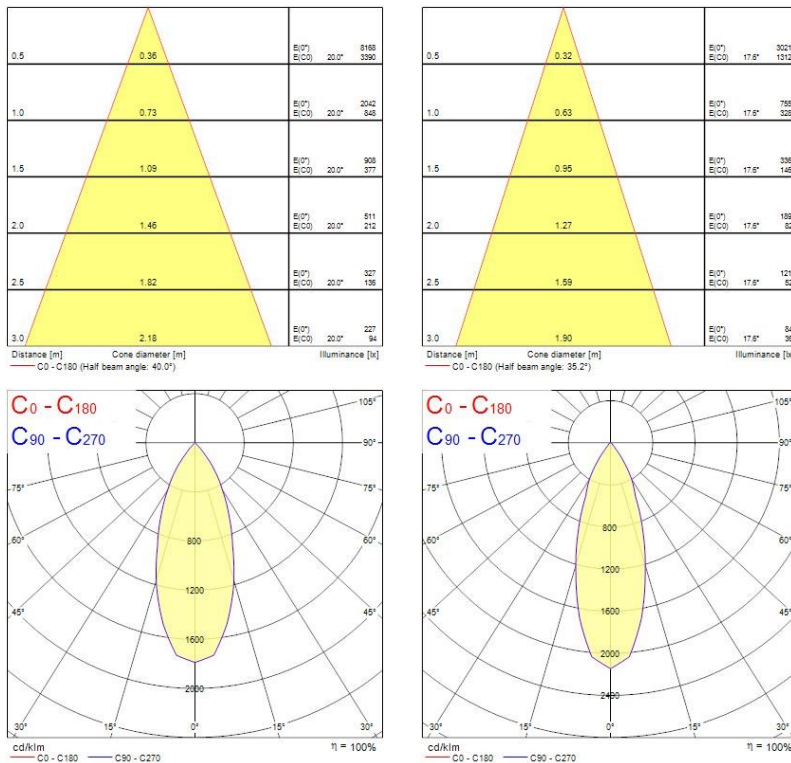 0.5 0.36 E(0°) 8168
E(C0) 20.0° 3390
1.0 0.73 E(0°) 2042
E(C0) 20.0° 848
1.5 1.09 E(0°) 908
E(C0) 20.0° 377
2.0 1.46 E(0°) 511
E(C0) 20.0° 212
2.5 1.82 E(0°) 327
E(C0) 20.0° 136
3.0 2.18 E(0°) 227
E(C0) 20.0° 94
Distance [m] Cone diameter [m] Illuminance [lx]
C0 - C180 (Half beam angle: 40.0°)
0.5 0.32 E(0°) 3021
E(C0) 17.6° 1312
1.0 0.63 E(0°) 755
E(C0) 17.6° 328
1.5 0.95 E(0°) 336
E(C0) 17.6° 146
2.0 1.27 E(0°) 189
E(C0) 17.6° 82
2.5 1.59 E(0°) 121
E(C0) 17.6° 52
3.0 1.90 E(0°) 84
E(C0) 17.6° 36
Distance [m] Cone diameter [m] Illuminance [lx]
C0 - C180 (Half beam angle: 35.2°)
C0 - C180
C90 - C270
105°
90°
75° 75°
60° 60°
45° 45°
800
1200
1600
2000
30° 15° 0° 15° 30°
cd/klm η = 100%
C0 - C180 C90 - C270
C0 - C180
C90 - C270
105°
90°
75° 75°
60° 60°
45° 45°
800
1200
1600
2000
2400
30° 15° 0° 15° 30°
cd/klm η = 100%
C0 - C180 C90 - C270